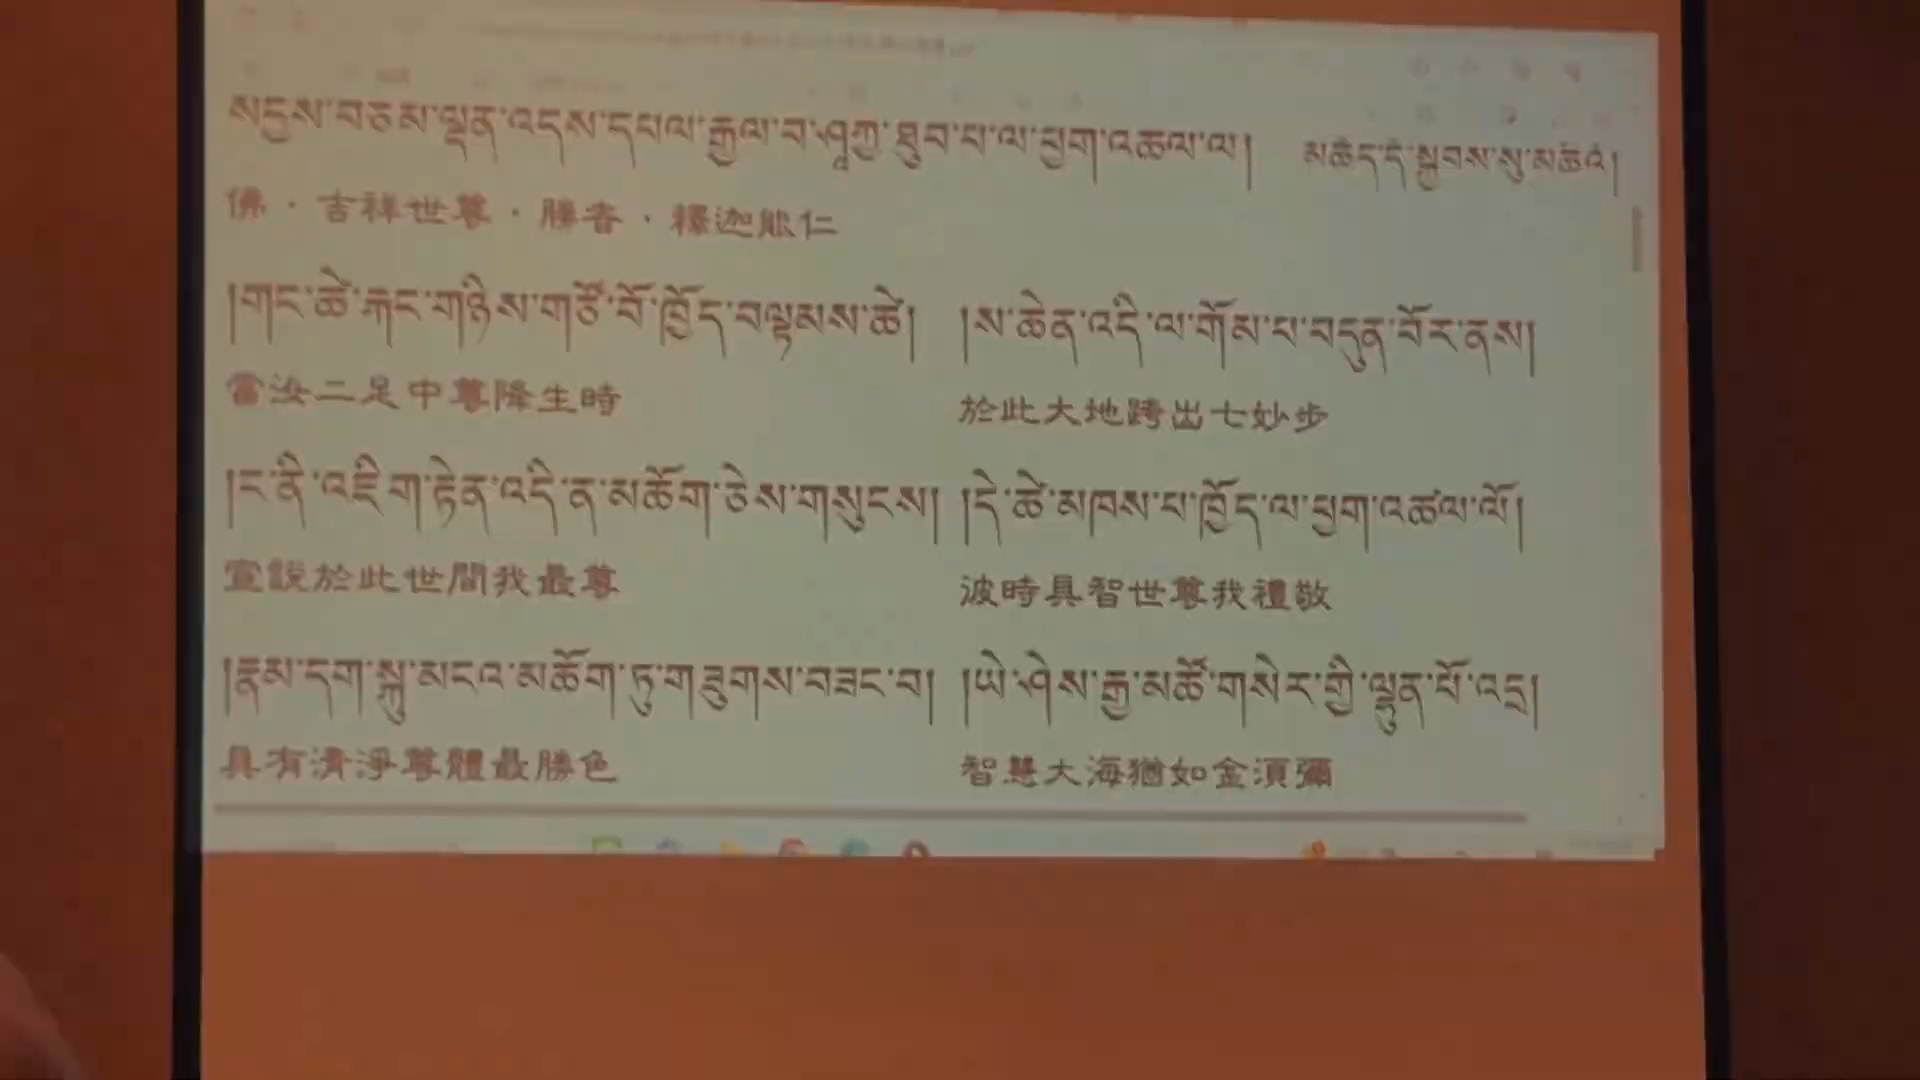 སངྱས་བཅམ་ལྡན་འདས་དཔལ་རྒྱལ་བ་ཤཱཀྱ་ཐུབ་པ་ལ་ཕྱག་འཚལ་ལ། མཆོད་དོ་སྐྱབས་སུ་མཆིའོ།
佛·吉祥世尊·勝者·釋迦能仁
།གང་ཚེ་རྐང་གཉིས་གཙོ་བོ་ཁྱོད་བལྟམས་ཚེ། །ས་ཆེན་འདི་ལ་གོམ་པ་བདུན་བོར་ནས།
當汝二足中尊降生時 於此大地跨出七妙步
།ང་ནི་འཇིག་རྟེན་འདི་ན་མཆོག་ཅེས་གསུངས། །དེ་ཚེ་མཁས་པ་ཁྱོད་ལ་ཕྱག་འཚལ་ལོ།
宣說於此世間我最尊 彼時具智世尊我禮敬
།རྣམ་དག་སྐུ་མངའ་མཆོག་ཏུ་གཟུགས་བཟང་བ། །ཡེ་ཤེས་རྒྱ་མཚོ་གསེར་གྱི་ལྷུན་པོ་འདྲ།
具有清淨尊體最勝色 智慧大海猶如金須彌